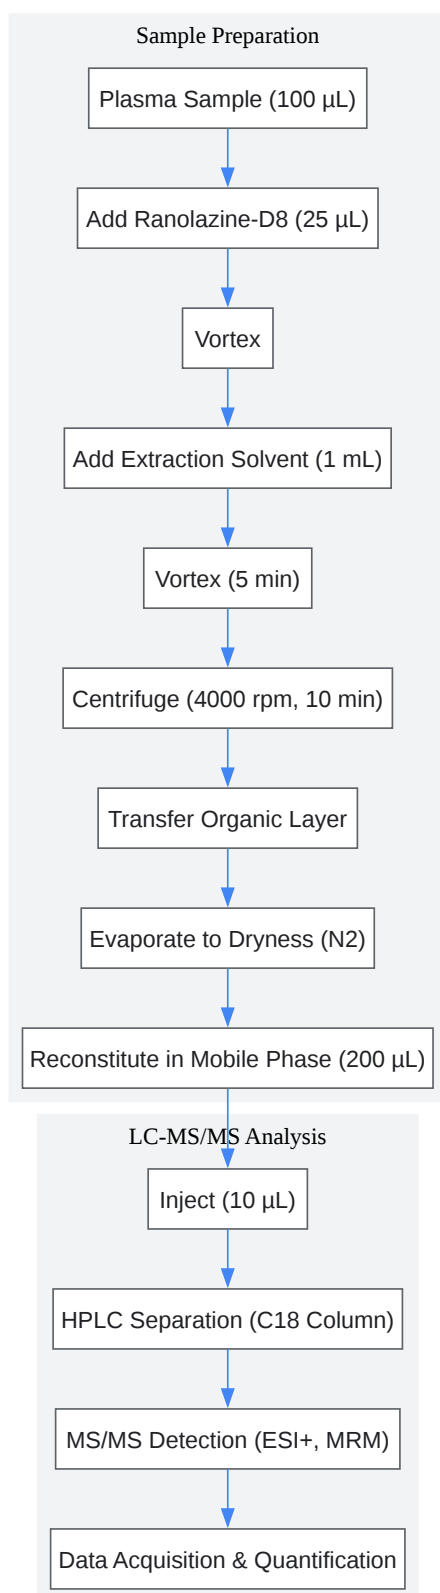 Sample Preparation
Plasma Sample (100 µL)
Add Ranolazine-D8 (25 µL)
Vortex
Add Extraction Solvent (1 mL)
Vortex (5 min)
Centrifuge (4000 rpm, 10 min)
Transfer Organic Layer
Evaporate to Dryness (N2)
Reconstitute in Mobile Phase (200 µL)
LC-MS/MS Analysis
Inject (10 µL)
HPLC Separation (C18 Column)
MS/MS Detection (ESI+, MRM)
Data Acquisition & Quantification